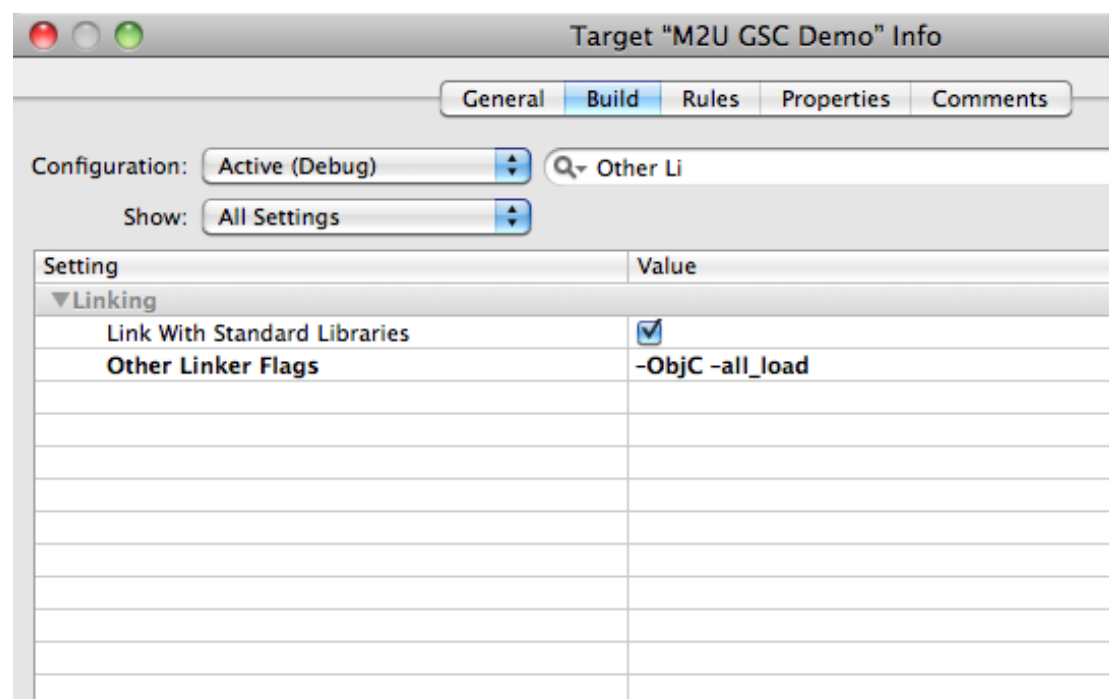 Target “M2U GSC Demo” Info
General Build Rules Properties Comments
Configuration: Active (Debug) Other Li
Show: All Settings
Setting Value
Linking
Link With Standard Libraries
Other Linker Flags -ObjC -all_load